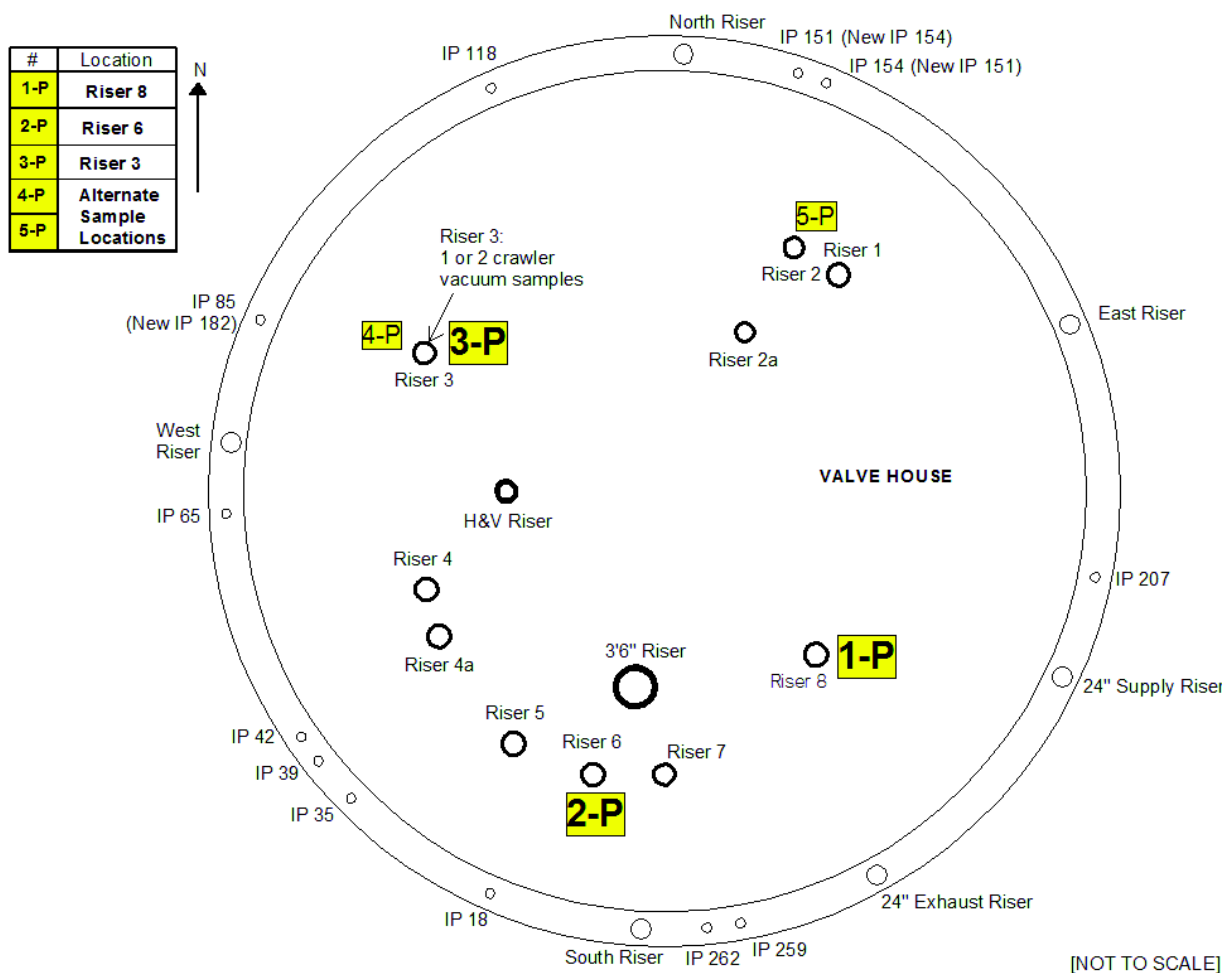 # Location
1-P Riser 8
2-P Riser 6
3-P Riser 3
4-P Alternate
Sample
5-P Locations
N
North Riser
IP 151 (New IP 154)
IP 154 (New IP 151)
IP 118
5-P
Riser 1
Riser 2
Riser 3:
1 or 2 crawler
vacuum samples
IP 85
(New IP 182)
4-P
3-P
Riser 3
Riser 2a
East Riser
West
Riser
VALVE HOUSE
IP 65
H&V Riser
Riser 4
IP 207
Riser 4a
3'6" Riser
1-P
Riser 8
24" Supply Riser
Riser 5
IP 42
Riser 6
Riser 7
IP 39
IP 35
2-P
24" Exhaust Riser
IP 18
South Riser
IP 262
IP 259
[NOT TO SCALE]